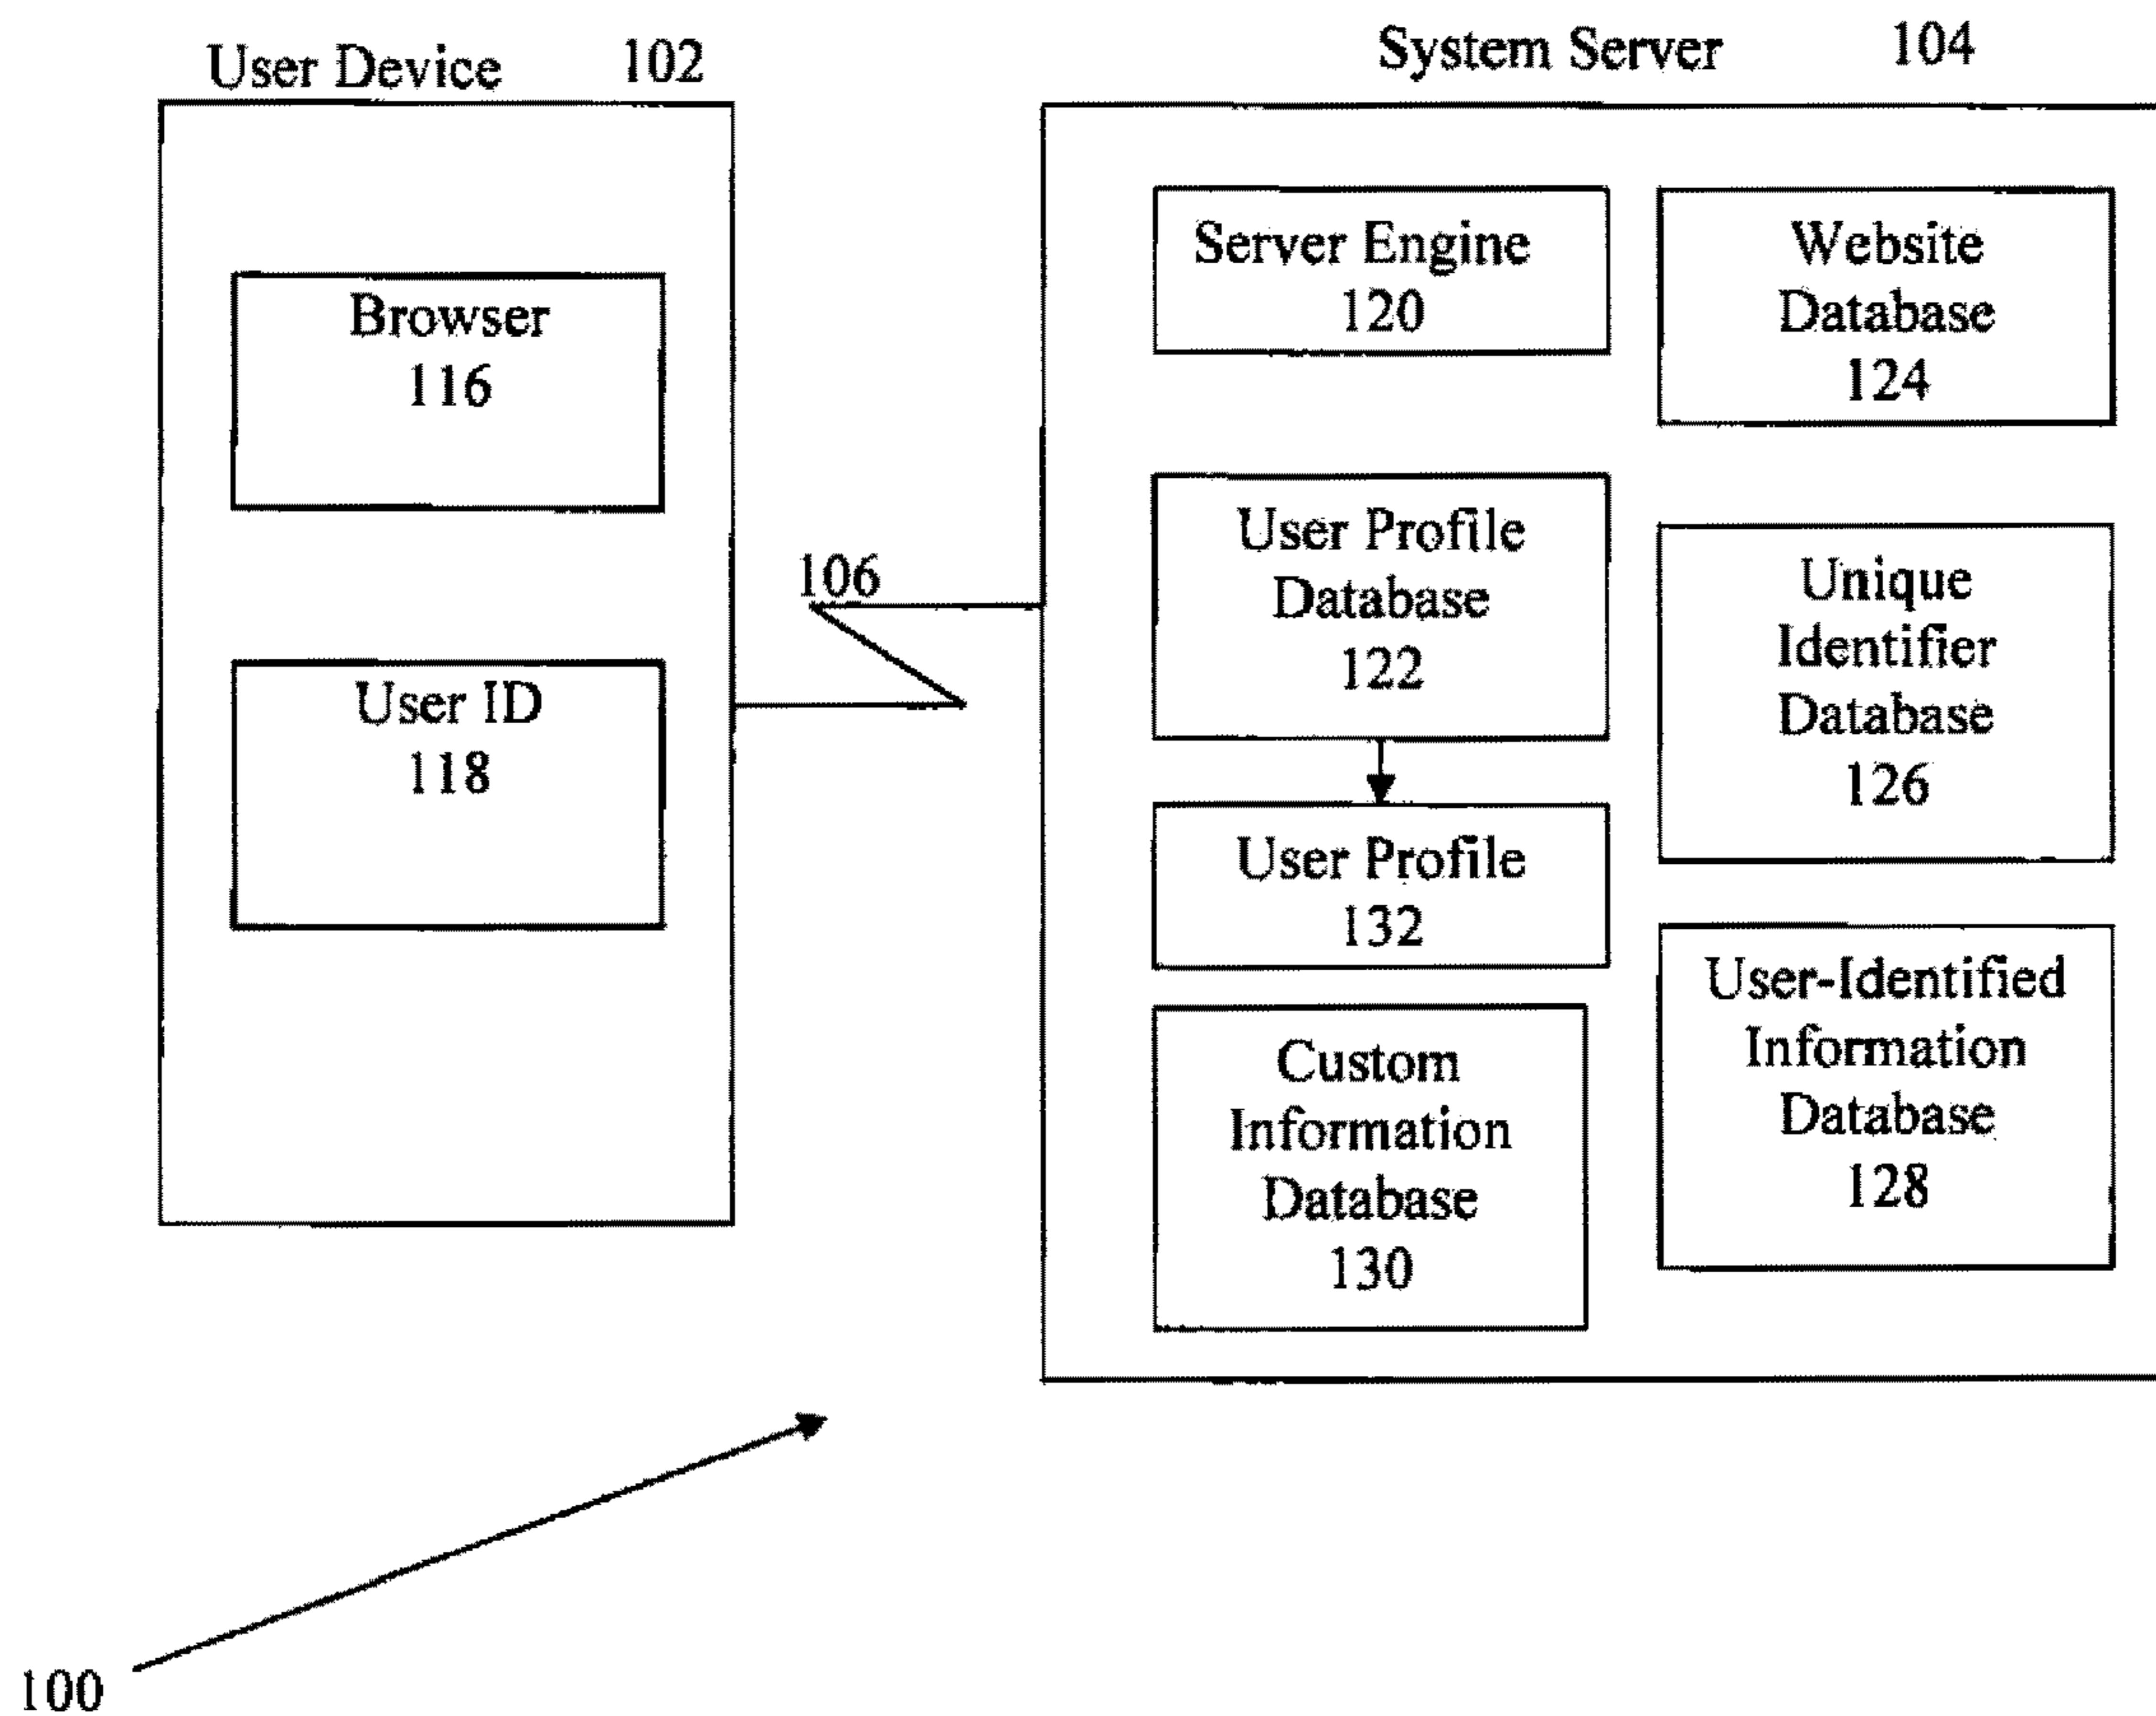 User Device 102
Browser
116
User ID
118
106
System Server 104
Server Engine
120
Website
Database
124
User Profile
Database
122
Unique
Identifier
Database
126
User Profile
132
User-Identified
Information
Database
128
Custom
Information
Database
130
100